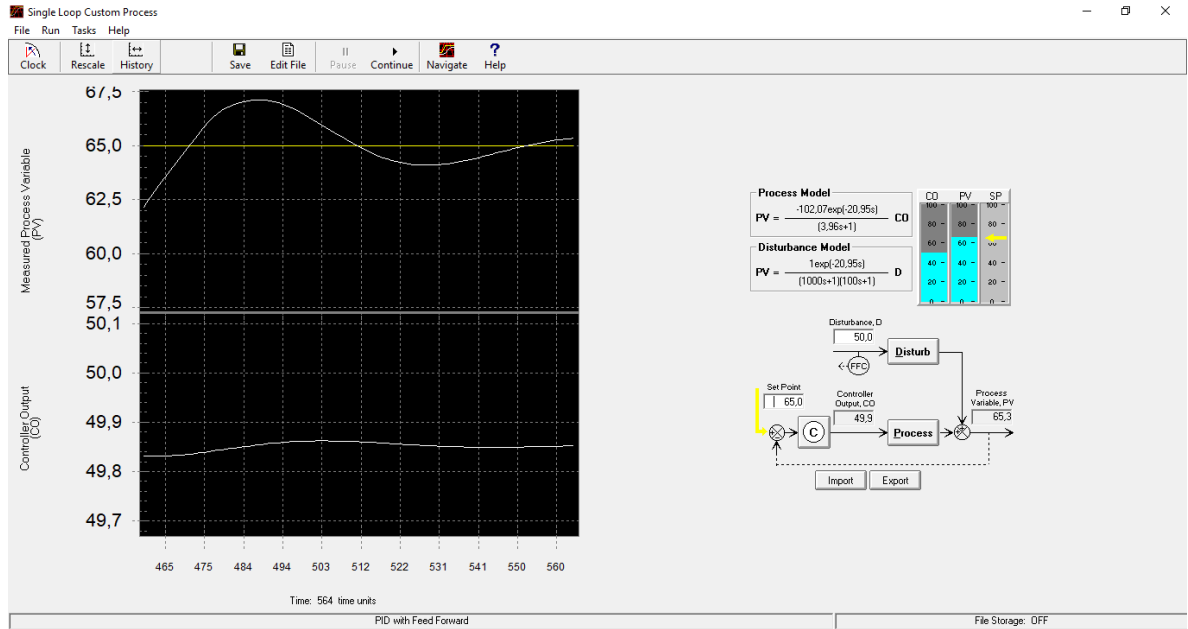 Single Loop Custom Process
File Run Tasks Help
Clock Rescale History Save Edit File Pause Continue Navigate Help
67,5
65,0
62,5
60,0
57,5
Measured Process Variable
(PV)
50,1
50,0
49,9
49,8
49,7
Controller Output
(CO)
465 475 484 494 503 512 522 531 541 550 560
Time: 564 time units
Process Model
PV = -102,07exp(-20,95s) CO
(3,96s+1)
Disturbance Model
PV = 1exp(-20,95s) D
(1000s+1)(100s+1)
CO PV SP
100 - 100 - 100 -
80 - 80 - 80 -
60 - 60 -
40 - 40 - 40 -
20 - 20 - 20 -
0 - 0 - 0 -
Disturbance, D
50,0
Disturb
FFC
Set Point
65,0
Controller
Output, CO
49,9
C
Process
Process
Variable, PV
65,3
Import Export
PID with Feed Forward File Storage: OFF